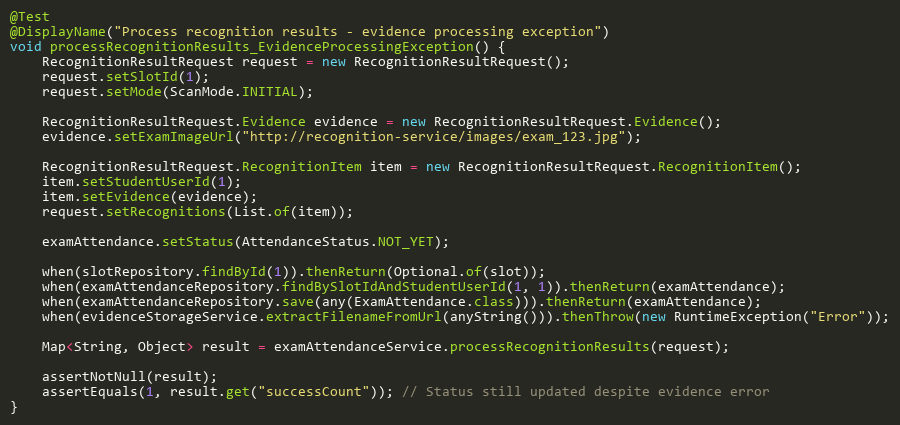 @Test
@DisplayName("Process recognition results - evidence processing exception")
void processRecognitionResults_EvidenceProcessingException() {
    RecognitionResultRequest request = new RecognitionResultRequest();
    request.setSlotId(1);
    request.setMode(ScanMode.INITIAL);

    RecognitionResultRequest.Evidence evidence = new RecognitionResultRequest.Evidence();
    evidence.setExamImageUrl("http://recognition-service/images/exam_123.jpg");

    RecognitionResultRequest.RecognitionItem item = new RecognitionResultRequest.RecognitionItem();
    item.setStudentUserId(1);
    item.setEvidence(evidence);
    request.setRecognitions(List.of(item));

    examAttendance.setStatus(AttendanceStatus.NOT_YET);

    when(slotRepository.findById(1)).thenReturn(Optional.of(slot));
    when(examAttendanceRepository.findBySlotIdAndStudentUserId(1, 1)).thenReturn(examAttendance);
    when(examAttendanceRepository.save(any(ExamAttendance.class))).thenReturn(examAttendance);
    when(evidenceStorageService.extractFilenameFromUrl(anyString())).thenThrow(new RuntimeException("Error"));

    Map<String, Object> result = examAttendanceService.processRecognitionResults(request);

    assertNotNull(result);
    assertEquals(1, result.get("successCount")); // Status still updated despite evidence error
}